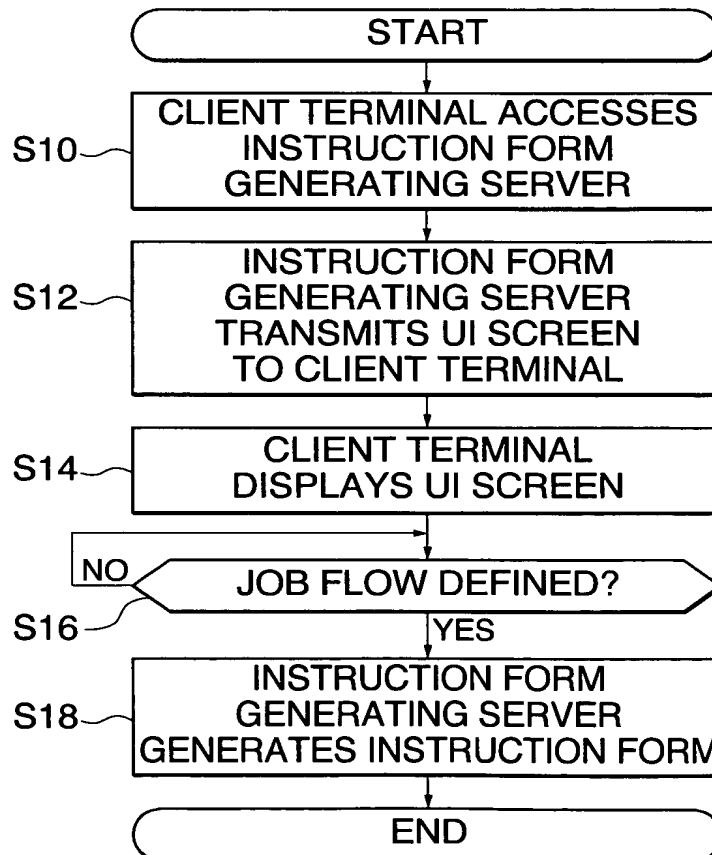 START
S10
CLIENT TERMINAL ACCESSES
INSTRUCTION FORM
GENERATING SERVER
S12
INSTRUCTION FORM
GENERATING SERVER
TRANSMITS UI SCREEN
TO CLIENT TERMINAL
S14
CLIENT TERMINAL
DISPLAYS UI SCREEN
NO
JOB FLOW DEFINED?
S16
YES
S18
INSTRUCTION FORM
GENERATING SERVER
GENERATES INSTRUCTION FORM
END